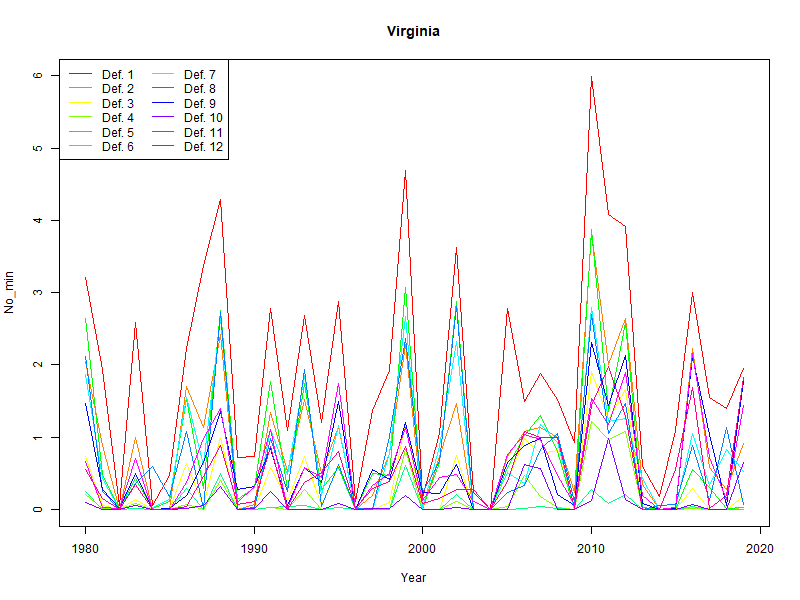 Virginia
Def. 1 Def. 7
Def. 2 Def. 8
Def. 3 Def. 9
Def. 4 Def. 10
Def. 5 Def. 11
Def. 6 Def. 12
6
5
4
3
2
1
0
No_min
1980 1990 2000 2010 2020
Year